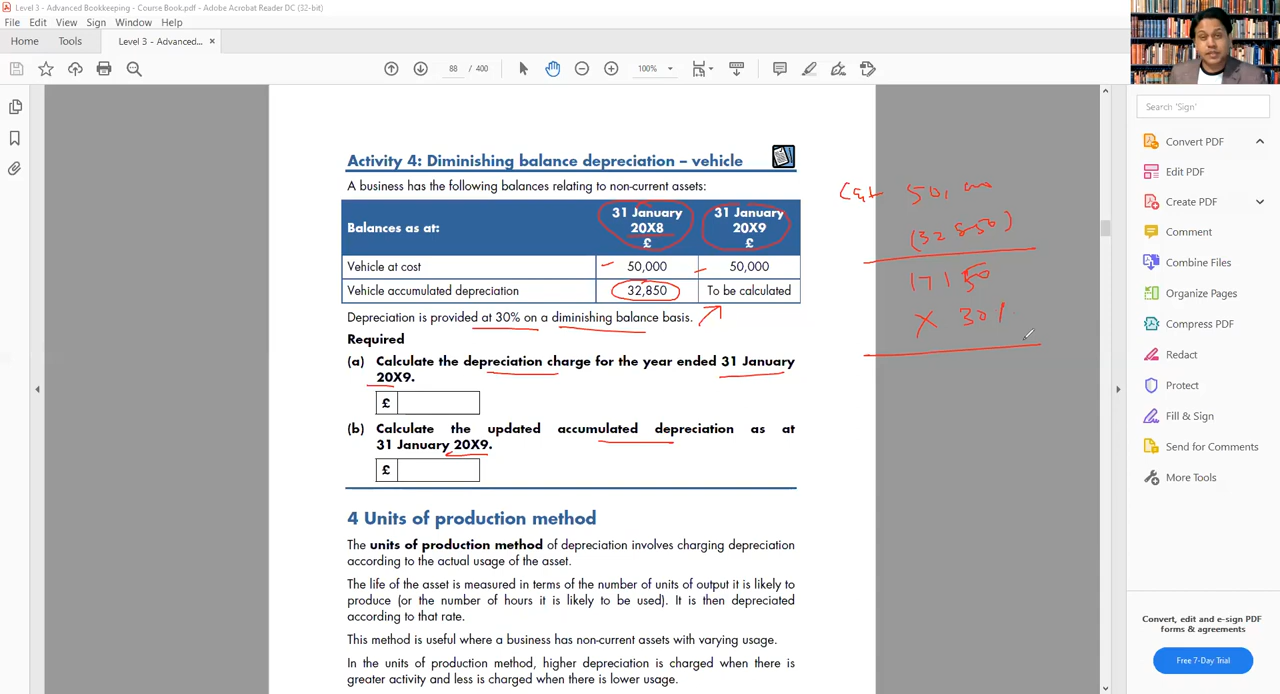 Level 3 - Advanced Bookkeeping - Course Book.pdf - Adobe Acrobat Reader DC (32-bit)
File Edit View Sign Window Help
Home Tools Level 3 - Advanced... ×
88 / 400 100%
Search 'Sign'
Activity 4: Diminishing balance depreciation – vehicle
A business has the following balances relating to non-current assets:
Balances as at: 31 January 20X8 £ 31 January 20X9 £
Vehicle at cost 50,000 50,000
Vehicle accumulated depreciation 32,850 To be calculated
Depreciation is provided at 30% on a diminishing balance basis.
Required
(a) Calculate the depreciation charge for the year ended 31 January
20X9.
£
(b) Calculate the updated accumulated depreciation as at
31 January 20X9.
£
4 Units of production method
The units of production method of depreciation involves charging depreciation
according to the actual usage of the asset.
The life of the asset is measured in terms of the number of units of output it is likely to
produce (or the number of hours it is likely to be used). It is then depreciated
according to that rate.
This method is useful where a business has non-current assets with varying usage.
In the units of production method, higher depreciation is charged when there is
greater activity and less is charged when there is lower usage.
(32850)
17150
X 30%
Convert PDF
Edit PDF
Create PDF
Comment
Combine Files
Organize Pages
Compress PDF
Redact
Protect
Fill & Sign
Send for Comments
More Tools
Convert, edit and e-sign PDF
forms & agreements
Free 7-Day Trial